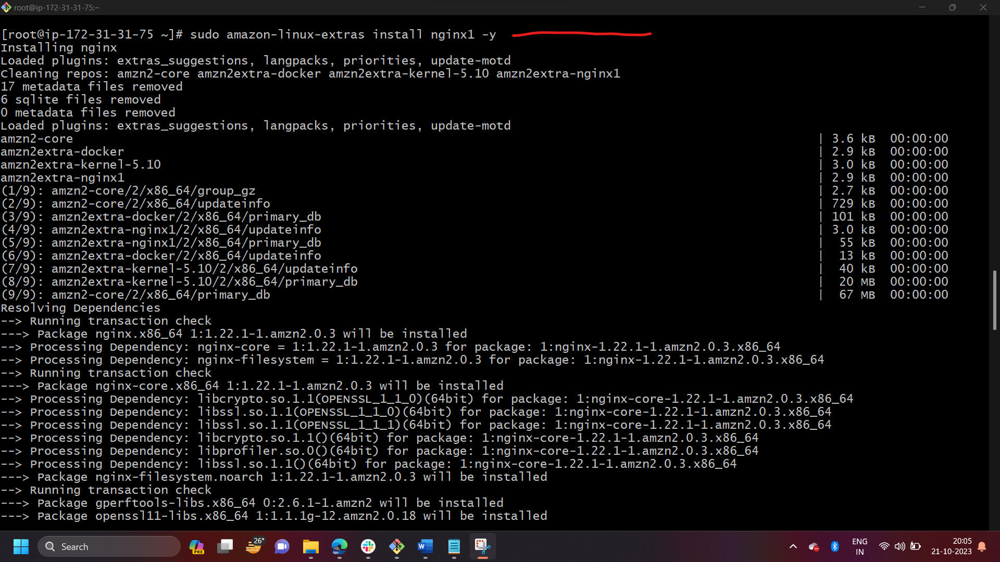 root@ip-172-31-31-75:~
[root@ip-172-31-31-75 ~]# sudo amazon-linux-extras install nginx1 -y
Installing nginx
Loaded plugins: extras_suggestions, langpacks, priorities, update-motd
Cleaning repos: amzn2-core amzn2extra-docker amzn2extra-kernel-5.10 amzn2extra-nginx1
17 metadata files removed
6 sqlite files removed
0 metadata files removed
Loaded plugins: extras_suggestions, langpacks, priorities, update-motd
amzn2-core | 3.6 kB 00:00:00
amzn2extra-docker | 2.9 kB 00:00:00
amzn2extra-kernel-5.10 | 3.0 kB 00:00:00
amzn2extra-nginx1 | 2.9 kB 00:00:00
(1/9): amzn2-core/2/x86_64/group_gz | 2.7 kB 00:00:00
(2/9): amzn2-core/2/x86_64/updateinfo | 729 kB 00:00:00
(3/9): amzn2extra-docker/2/x86_64/primary_db | 101 kB 00:00:00
(4/9): amzn2extra-nginx1/2/x86_64/updateinfo | 3.0 kB 00:00:00
(5/9): amzn2extra-nginx1/2/x86_64/primary_db | 55 kB 00:00:00
(6/9): amzn2extra-docker/2/x86_64/updateinfo | 13 kB 00:00:00
(7/9): amzn2extra-kernel-5.10/2/x86_64/updateinfo | 40 kB 00:00:00
(8/9): amzn2extra-kernel-5.10/2/x86_64/primary_db | 20 MB 00:00:00
(9/9): amzn2-core/2/x86_64/primary_db | 67 MB 00:00:00
Resolving Dependencies
--> Running transaction check
---> Package nginx.x86_64 1:1.22.1-1.amzn2.0.3 will be installed
--> Processing Dependency: nginx-core = 1:1.22.1-1.amzn2.0.3 for package: 1:nginx-1.22.1-1.amzn2.0.3.x86_64
--> Processing Dependency: nginx-filesystem = 1:1.22.1-1.amzn2.0.3 for package: 1:nginx-1.22.1-1.amzn2.0.3.x86_64
--> Running transaction check
---> Package nginx-core.x86_64 1:1.22.1-1.amzn2.0.3 will be installed
--> Processing Dependency: libcrypto.so.1.1(OPENSSL_1_1_0)(64bit) for package: 1:nginx-core-1.22.1-1.amzn2.0.3.x86_64
--> Processing Dependency: libssl.so.1.1(OPENSSL_1_1_0)(64bit) for package: 1:nginx-core-1.22.1-1.amzn2.0.3.x86_64
--> Processing Dependency: libssl.so.1.1(OPENSSL_1_1_1)(64bit) for package: 1:nginx-core-1.22.1-1.amzn2.0.3.x86_64
--> Processing Dependency: libcrypto.so.1.1()(64bit) for package: 1:nginx-core-1.22.1-1.amzn2.0.3.x86_64
--> Processing Dependency: libprofiler.so.0()(64bit) for package: 1:nginx-core-1.22.1-1.amzn2.0.3.x86_64
--> Processing Dependency: libssl.so.1.1()(64bit) for package: 1:nginx-core-1.22.1-1.amzn2.0.3.x86_64
---> Package nginx-filesystem.noarch 1:1.22.1-1.amzn2.0.3 will be installed
--> Running transaction check
---> Package gperftools-libs.x86_64 0:2.6.1-1.amzn2 will be installed
---> Package openssl11-libs.x86_64 1:1.1.1g-12.amzn2.0.18 will be installed
Search
PRE
26°
W
ENG
IN
20:05
21-10-2023